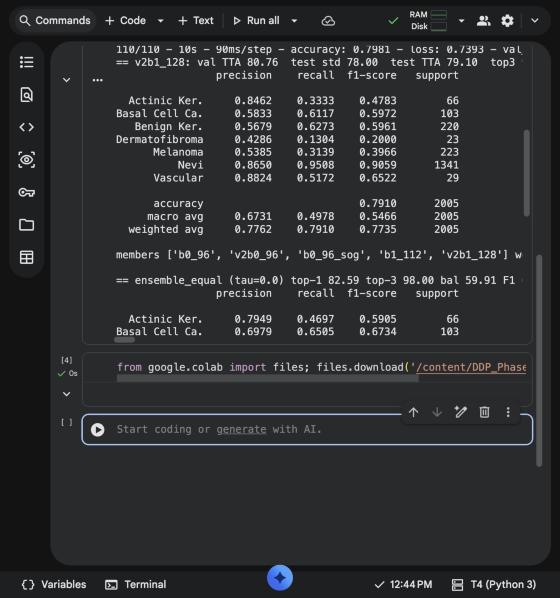 Commands + Code + Text Run all RAM Disk
110/110 - 10s - 90ms/step - accuracy: 0.7981 - loss: 0.7393 - val_
== v2b1_128: val TTA 80.76 test std 78.00 test TTA 79.10 top3
precision recall f1-score support
Actinic Ker. 0.8462 0.3333 0.4783 66
Basal Cell Ca. 0.5833 0.6117 0.5972 103
Benign Ker. 0.5679 0.6273 0.5961 220
Dermatofibroma 0.4286 0.1304 0.2000 23
Melanoma 0.5385 0.3139 0.3966 223
Nevi 0.8650 0.9508 0.9059 1341
Vascular 0.8824 0.5172 0.6522 29
accuracy 0.7910 2005
macro avg 0.6731 0.4978 0.5466 2005
weighted avg 0.7762 0.7910 0.7735 2005
members ['b0_96', 'v2b0_96', 'b0_96_sog', 'b1_112', 'v2b1_128'] w
== ensemble_equal (tau=0.0) top-1 82.59 top-3 98.00 bal 59.91 F1
precision recall f1-score support
Actinic Ker. 0.7949 0.4697 0.5905 66
Basal Cell Ca. 0.6979 0.6505 0.6734 103
[4]
0s
from google.colab import files; files.download('/content/DDP_Phase
[ ]
Start coding or generate with AI.
{} Variables Terminal 12:44 PM T4 (Python 3)